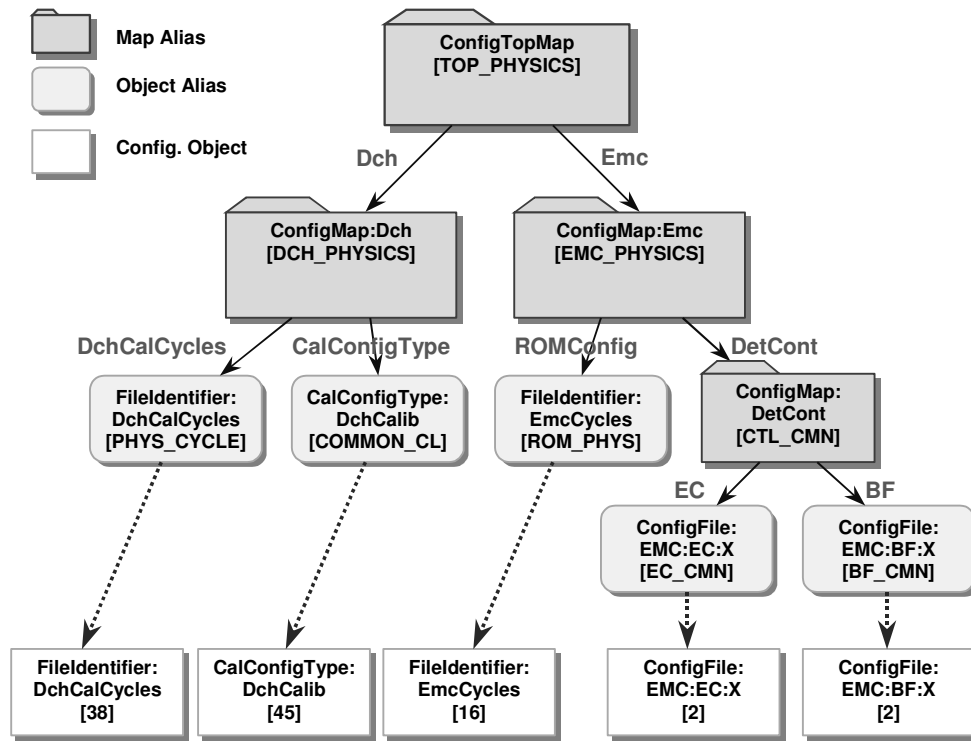 Map Alias
Object Alias
Config. Object
ConfigTopMap
[TOP_PHYSICS]
Dch
Emc
ConfigMap:Dch
[DCH_PHYSICS]
ConfigMap:Emc
[EMC_PHYSICS]
DchCalCycles
CalConfigType
ROMConfig
DetCont
FileIdentifier:
DchCalCycles
[PHYS_CYCLE]
CalConfigType:
DchCalib
[COMMON_CL]
FileIdentifier:
EmcCycles
[ROM_PHYS]
ConfigMap:
DetCont
[CTL_CMN]
EC
BF
ConfigFile:
EMC:EC:X
[EC_CMN]
ConfigFile:
EMC:BF:X
[BF_CMN]
FileIdentifier:
DchCalCycles
[38]
CalConfigType:
DchCalib
[45]
FileIdentifier:
EmcCycles
[16]
ConfigFile:
EMC:EC:X
[2]
ConfigFile:
EMC:BF:X
[2]